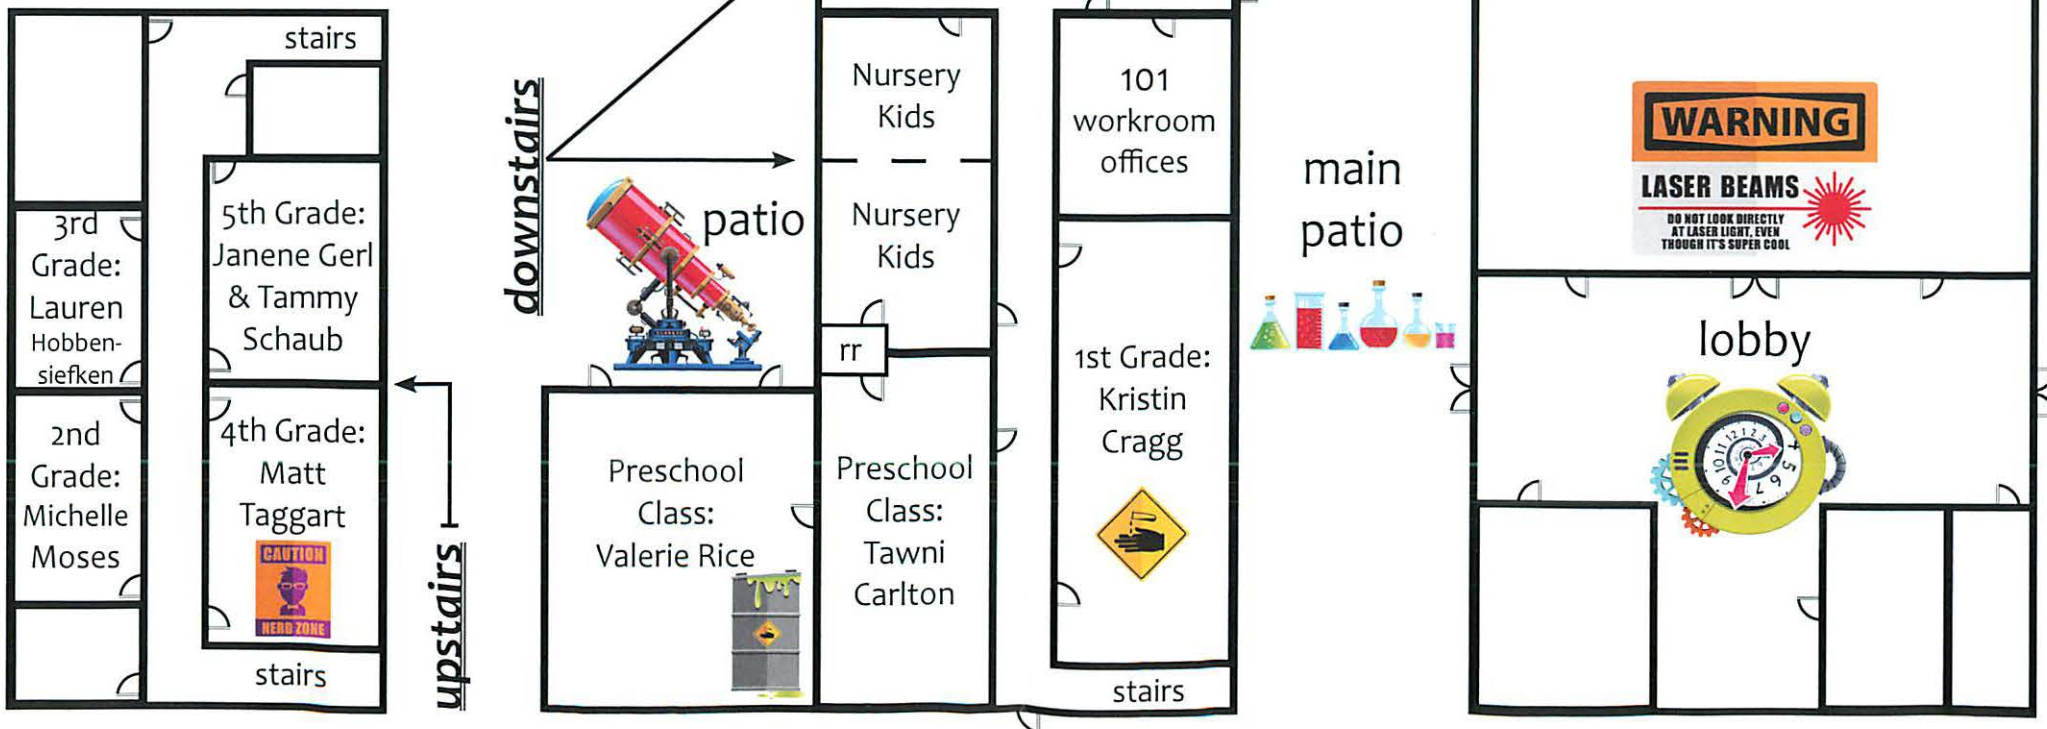 stairs
3rd
Grade:
Lauren
Hobben-
siefken
2nd
Grade:
Michelle
Moses
5th Grade:
Janene Gerl
& Tammy
Schaub
4th Grade:
Matt
Taggart
CAUTION
NERD ZONE
stairs
upstairs
downstairs
patio
Preschool
Class:
Valerie Rice
Nursery
Kids
Nursery
Kids
rr
Preschool
Class:
Tawni
Carlton
101
workroom
offices
1st Grade:
Kristin
Cragg
stairs
main
patio
WARNING
LASER BEAMS
DO NOT LOOK DIRECTLY
AT LASER LIGHT, EVEN
THOUGH IT'S SUPER COOL
lobby